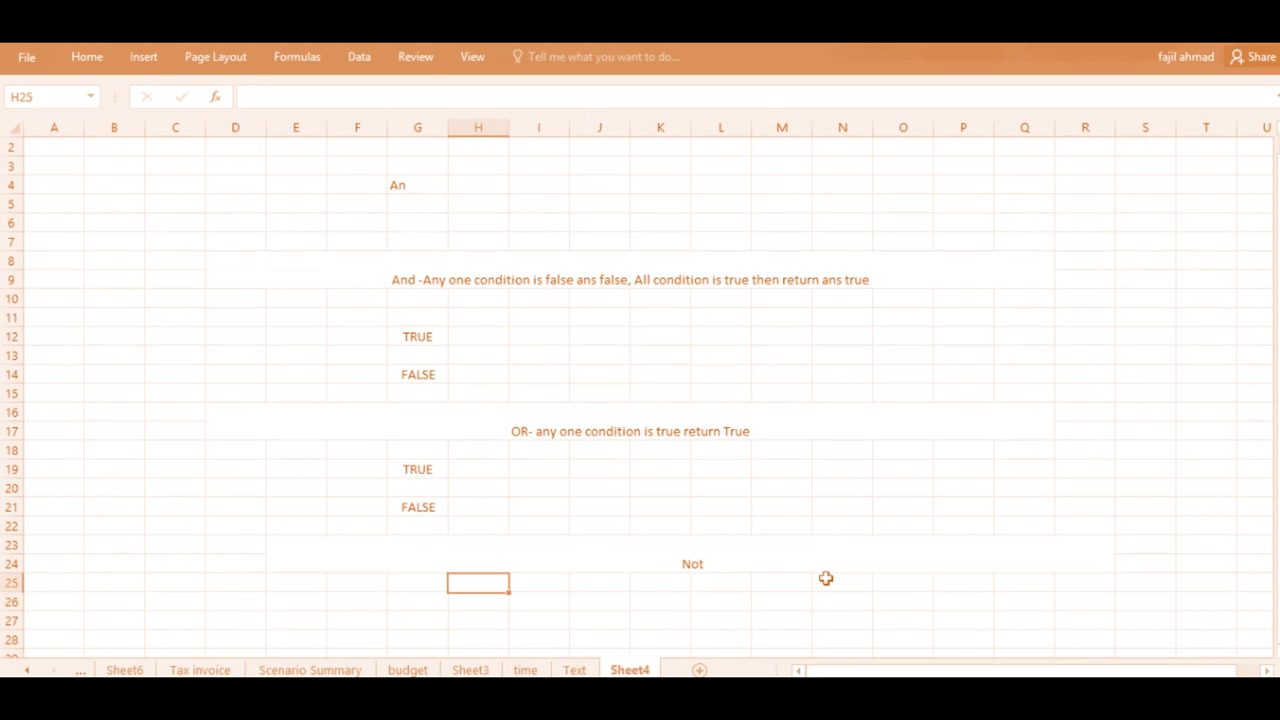 File Home Insert Page Layout Formulas Data Review View Tell me what you want to do... fajil ahmad Share
H25 fx
A B C D E F G H I J K L M N O P Q R S T U
2
3
4 An
5
6
7
8
9 And -Any one condition is false ans false, All condition is true then return ans true
10
11
12 TRUE
13
14 FALSE
15
16
17 OR- any one condition is true return True
18
19 TRUE
20
21 FALSE
22
23
24 Not
25
26
27
28
... Sheet6 Tax invoice Scenario Summary budget Sheet3 time Text Sheet4